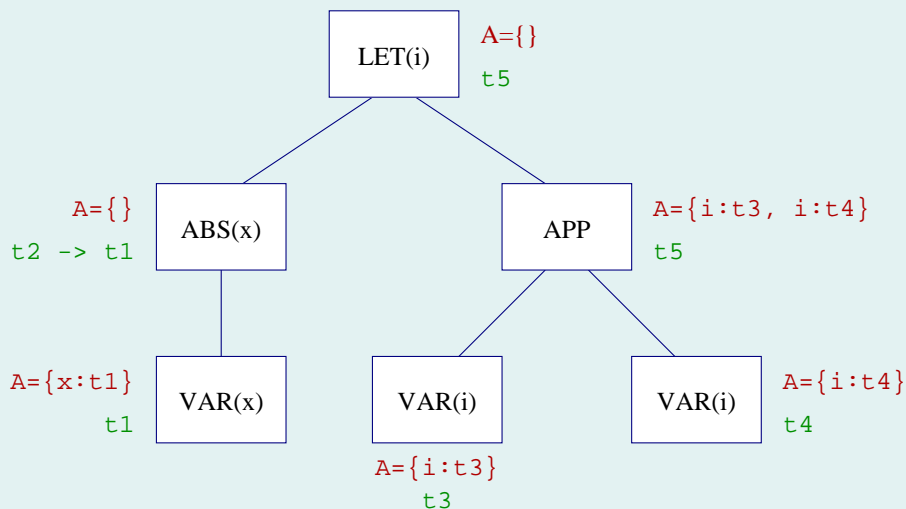 LET(i)
A={}
t5
A={}
t2 -> t1
ABS(x)
APP
A={i:t3, i:t4}
t5
A={x:t1}
t1
VAR(x)
VAR(i)
A={i:t3}
t3
VAR(i)
A={i:t4}
t4